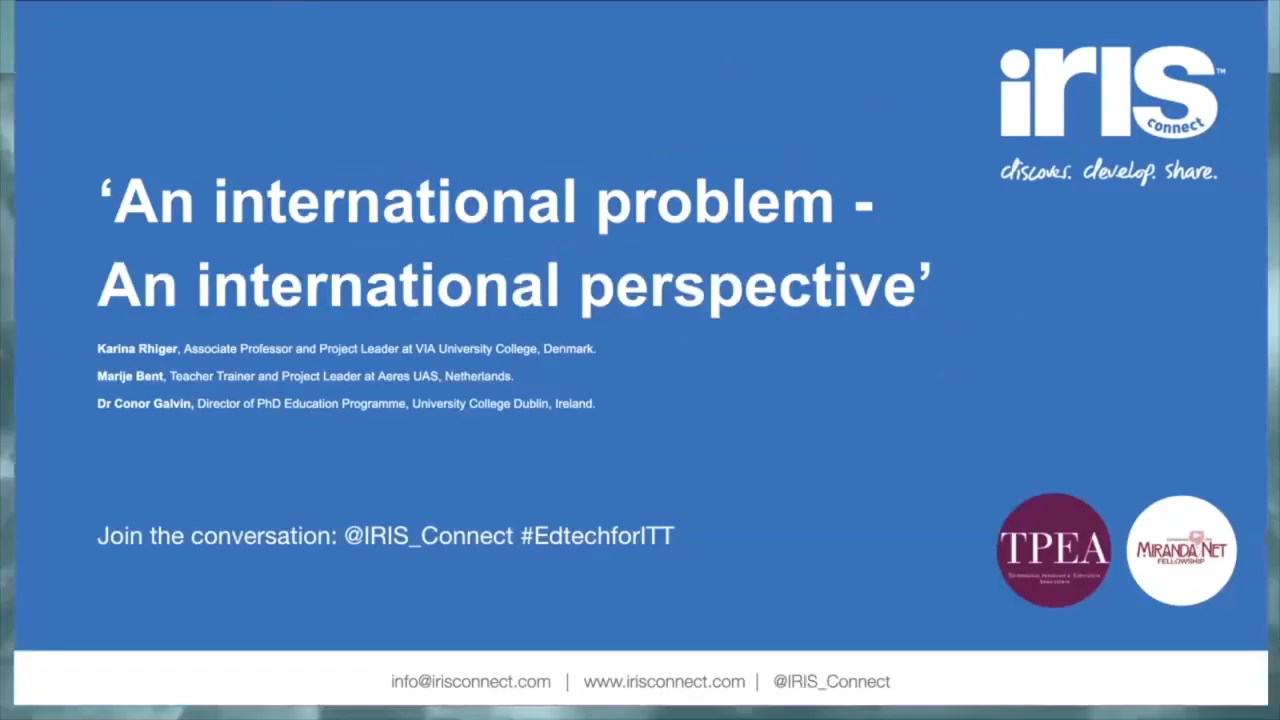 iris™
connect
discover. develop. share.
‘An international problem -
An international perspective’
Karina Rhiger, Associate Professor and Project Leader at VIA University College, Denmark.
Marije Bent, Teacher Trainer and Project Leader at Aeres UAS, Netherlands.
Dr Conor Galvin, Director of PhD Education Programme, University College Dublin, Ireland.
Join the conversation: @IRIS_Connect #EdtechforITT
TPEA
MIRANDANET
FELLOWSHIP
info@irisconnect.com | www.irisconnect.com | @IRIS_Connect